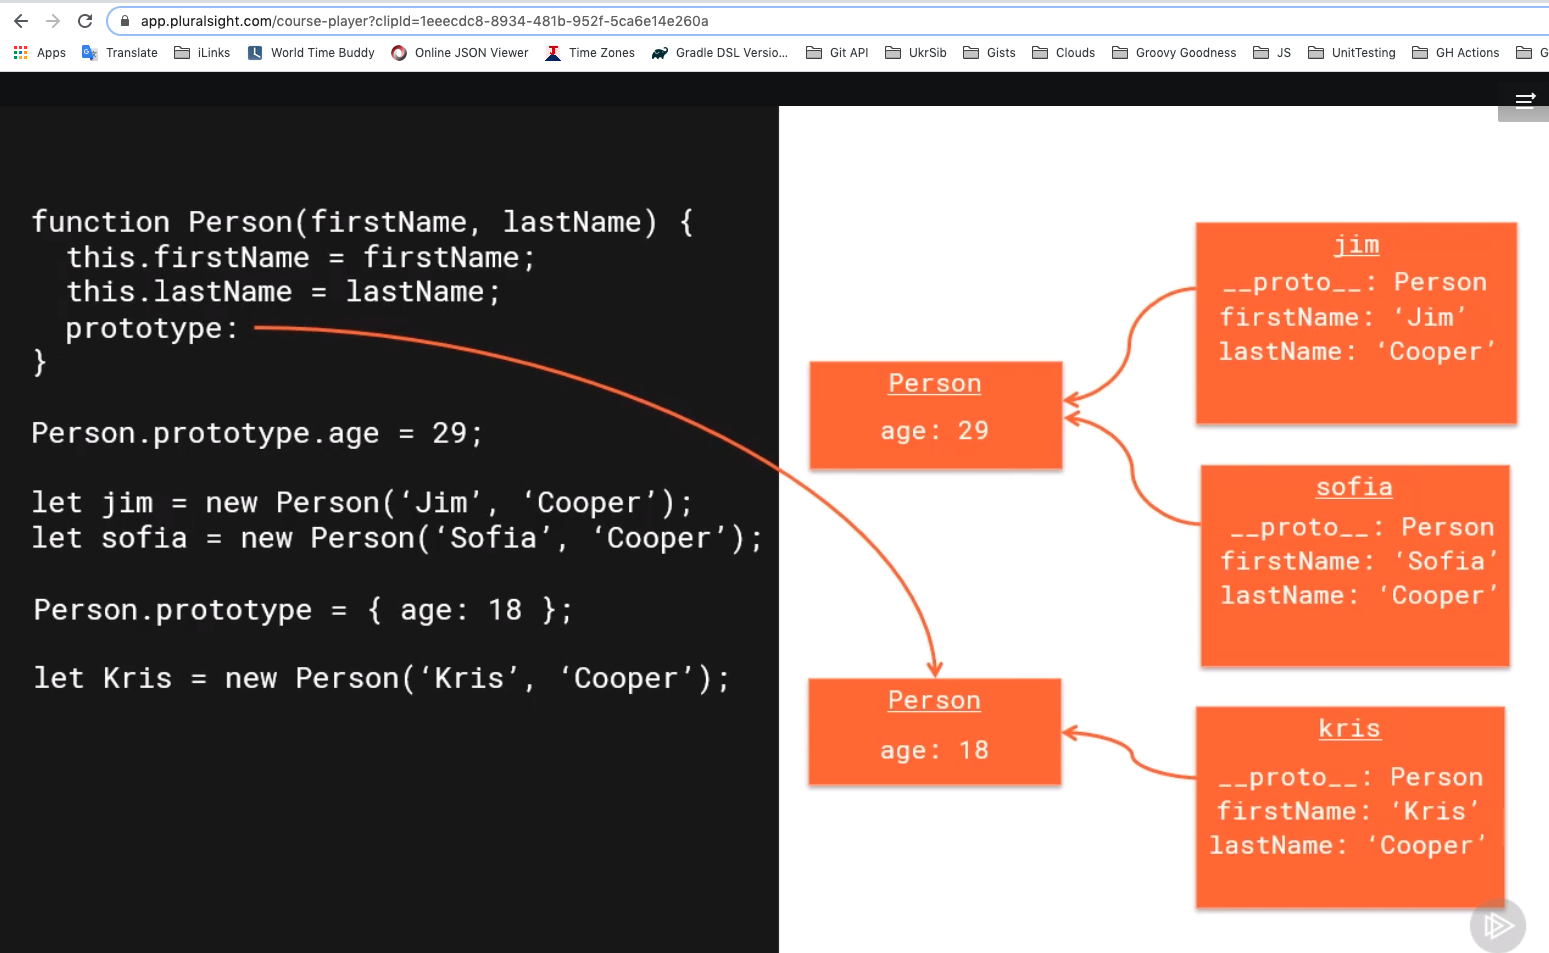 app.pluralsight.com/course-player?clipId=1eeecdc8-8934-481b-952f-5ca6e14e260a
Apps Translate iLinks World Time Buddy Online JSON Viewer Time Zones Gradle DSL Versio... Git API UkrSib Gists Clouds Groovy Goodness JS UnitTesting GH Actions G
function Person(firstName, lastName) {
this.firstName = firstName;
this.lastName = lastName;
prototype:
}
Person.prototype.age = 29;
let jim = new Person(‘Jim’, ‘Cooper’);
let sofia = new Person(‘Sofia’, ‘Cooper’);
Person.prototype = { age: 18 };
let Kris = new Person(‘Kris’, ‘Cooper’);
Person
age: 29
Person
age: 18
jim
__proto__: Person
firstName: ‘Jim’
lastName: ‘Cooper’
sofia
__proto__: Person
firstName: ‘Sofia’
lastName: ‘Cooper’
kris
__proto__: Person
firstName: ‘Kris’
lastName: ‘Cooper’